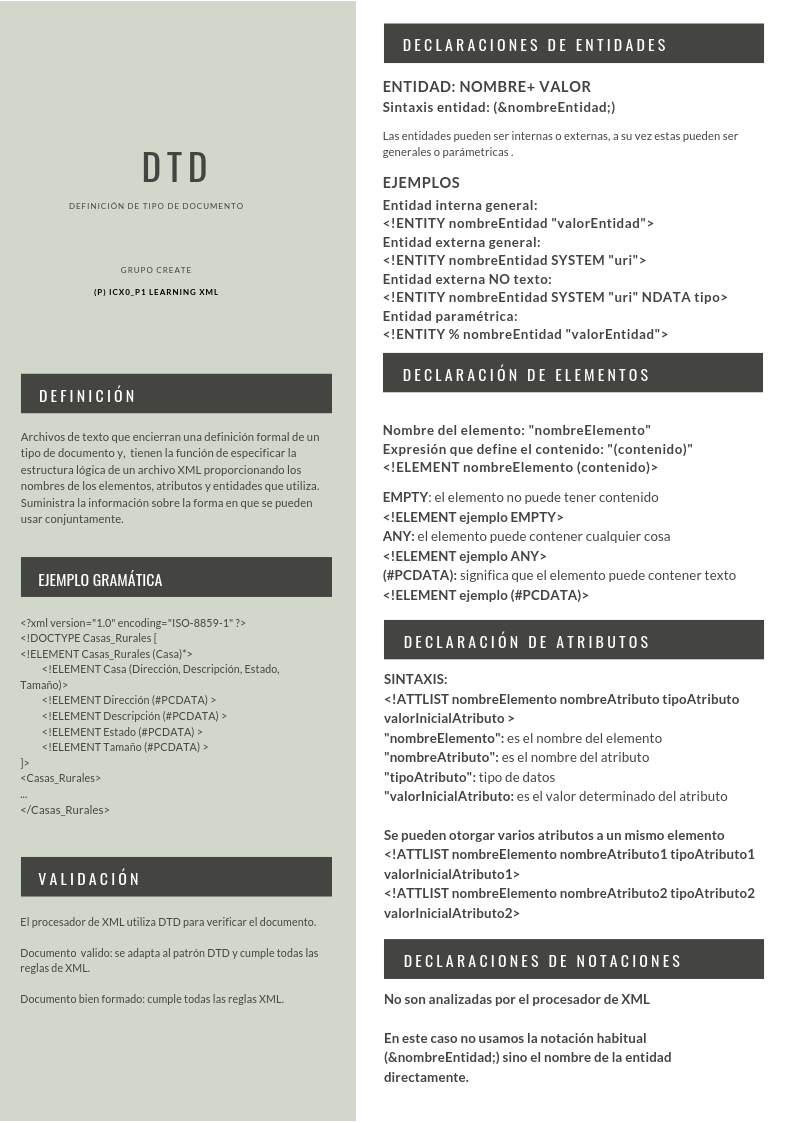 DTD
DEFINICIÓN DE TIPO DE DOCUMENTO
GRUPO CREATE
(P) ICX0_P1 LEARNING XML
DEFINICIÓN
Archivos de texto que encierran una definición formal de un
tipo de documento y, tienen la función de especificar la
estructura lógica de un archivo XML proporcionando los
nombres de los elementos, atributos y entidades que utiliza.
Suministra la información sobre la forma en que se pueden
usar conjuntamente.
EJEMPLO GRAMÁTICA
<?xml version="1.0" encoding="ISO-8859-1" ?>
<!DOCTYPE Casas_Rurales [
<!ELEMENT Casas_Rurales (Casa)*>
<!ELEMENT Casa (Dirección, Descripción, Estado,
Tamaño)>
<!ELEMENT Dirección (#PCDATA) >
<!ELEMENT Descripción (#PCDATA) >
<!ELEMENT Estado (#PCDATA) >
<!ELEMENT Tamaño (#PCDATA) >
]>
<Casas_Rurales>
...
</Casas_Rurales>
VALIDACIÓN
El procesador de XML utiliza DTD para verificar el documento.
Documento valido: se adapta al patrón DTD y cumple todas las
reglas de XML.
Documento bien formado: cumple todas las reglas XML.
DECLARACIONES DE ENTIDADES
ENTIDAD: NOMBRE+ VALOR
Sintaxis entidad: (&nombreEntidad;)
Las entidades pueden ser internas o externas, a su vez estas pueden ser
generales o parámetricas .
EJEMPLOS
Entidad interna general:
<!ENTITY nombreEntidad "valorEntidad">
Entidad externa general:
<!ENTITY nombreEntidad SYSTEM "uri">
Entidad externa NO texto:
<!ENTITY nombreEntidad SYSTEM "uri" NDATA tipo>
Entidad paramétrica:
<!ENTITY % nombreEntidad "valorEntidad">
DECLARACIÓN DE ELEMENTOS
Nombre del elemento: "nombreElemento"
Expresión que define el contenido: "(contenido)"
<!ELEMENT nombreElemento (contenido)>
EMPTY: el elemento no puede tener contenido
<!ELEMENT ejemplo EMPTY>
ANY: el elemento puede contener cualquier cosa
<!ELEMENT ejemplo ANY>
(#PCDATA): significa que el elemento puede contener texto
<!ELEMENT ejemplo (#PCDATA)>
DECLARACIÓN DE ATRIBUTOS
SINTAXIS:
<!ATTLIST nombreElemento nombreAtributo tipoAtributo
valorInicialAtributo >
"nombreElemento": es el nombre del elemento
"nombreAtributo": es el nombre del atributo
"tipoAtributo": tipo de datos
"valorInicialAtributo: es el valor determinado del atributo
Se pueden otorgar varios atributos a un mismo elemento
<!ATTLIST nombreElemento nombreAtributo1 tipoAtributo1
valorInicialAtributo1>
<!ATTLIST nombreElemento nombreAtributo2 tipoAtributo2
valorInicialAtributo2>
DECLARACIONES DE NOTACIONES
No son analizadas por el procesador de XML
En este caso no usamos la notación habitual
(&nombreEntidad;) sino el nombre de la entidad
directamente.